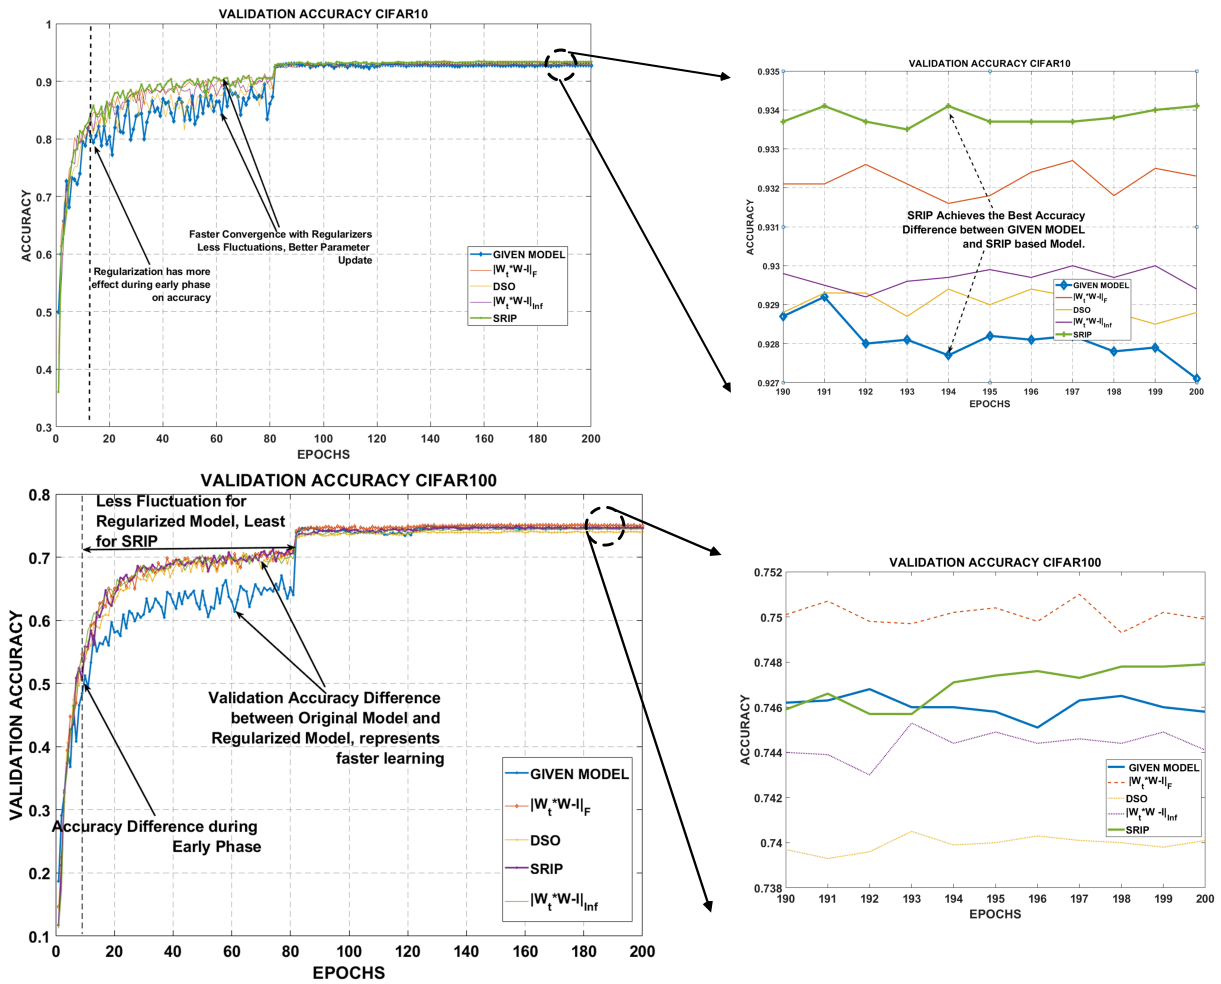 VALIDATION ACCURACY CIFAR10
1
0.9
0.8
0.7
0.6
0.5
0.4
0.3
ACCURACY
0 20 40 60 80 100 120 140 160 180 200
EPOCHS
Regularization has more
effect during early phase
on accuracy
Faster Convergence with Regularizers
Less Fluctuations, Better Parameter
Update
GIVEN MODEL
|W_t*W-I||_F
DSO
|W_t*W-I||_Inf
SRIP
VALIDATION ACCURACY CIFAR10
0.935
0.934
0.933
0.932
0.931
0.93
0.929
0.928
0.927
ACCURACY
190 191 192 193 194 195 196 197 198 199 200
EPOCHS
SRIP Achieves the Best Accuracy
Difference between GIVEN MODEL
and SRIP based Model.
GIVEN MODEL
|W_t*W-I||_F
DSO
|W_t*W-I||_Inf
SRIP
VALIDATION ACCURACY CIFAR100
0.8
0.7
0.6
0.5
0.4
0.3
0.2
0.1
VALIDATION ACCURACY
0 20 40 60 80 100 120 140 160 180 200
EPOCHS
Less Fluctuation for
Regularized Model, Least
for SRIP
Validation Accuracy Difference
between Original Model and
Regularized Model, represents
faster learning
Accuracy Difference during
Early Phase
GIVEN MODEL
|W_t*W-I||_F
DSO
SRIP
|W_t*W-I||_Inf
VALIDATION ACCURACY CIFAR100
0.752
0.75
0.748
0.746
0.744
0.742
0.74
0.738
ACCURACY
190 191 192 193 194 195 196 197 198 199 200
EPOCHS
GIVEN MODEL
|W_t*W-I||_F
DSO
|W_t*W -I||_Inf
SRIP